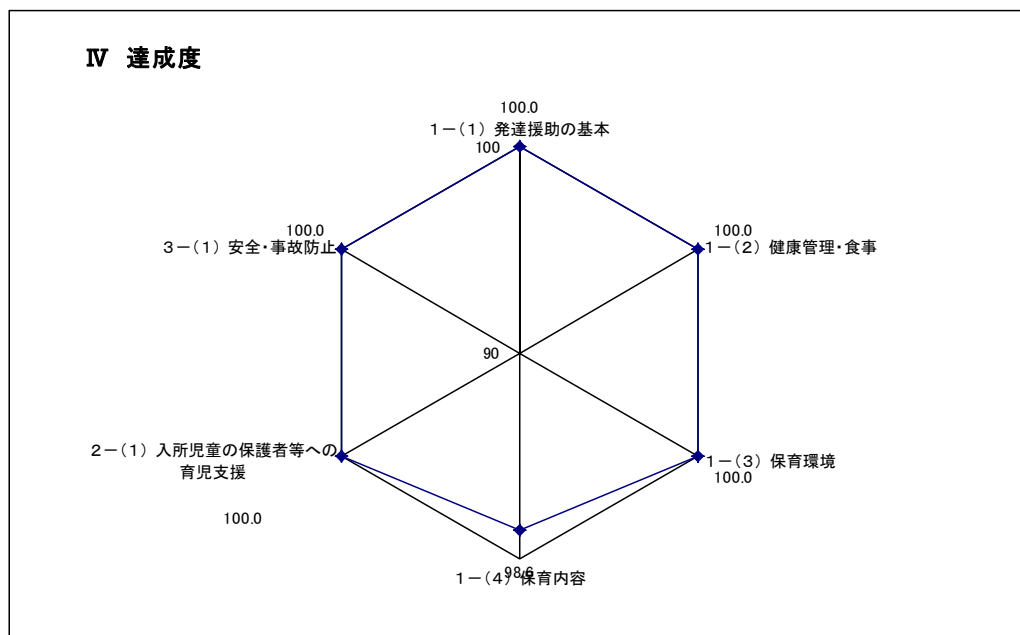 Ⅳ 達成度
100.0
1－(1) 発達援助の基本
100
100.0
3－(1) 安全・事故防止
100.0
1－(2) 健康管理・食事
90
2－(1) 入所児童の保護者等への
育児支援
100.0
1－(3) 保育環境
100.0
98.6
1－(4) 保育内容